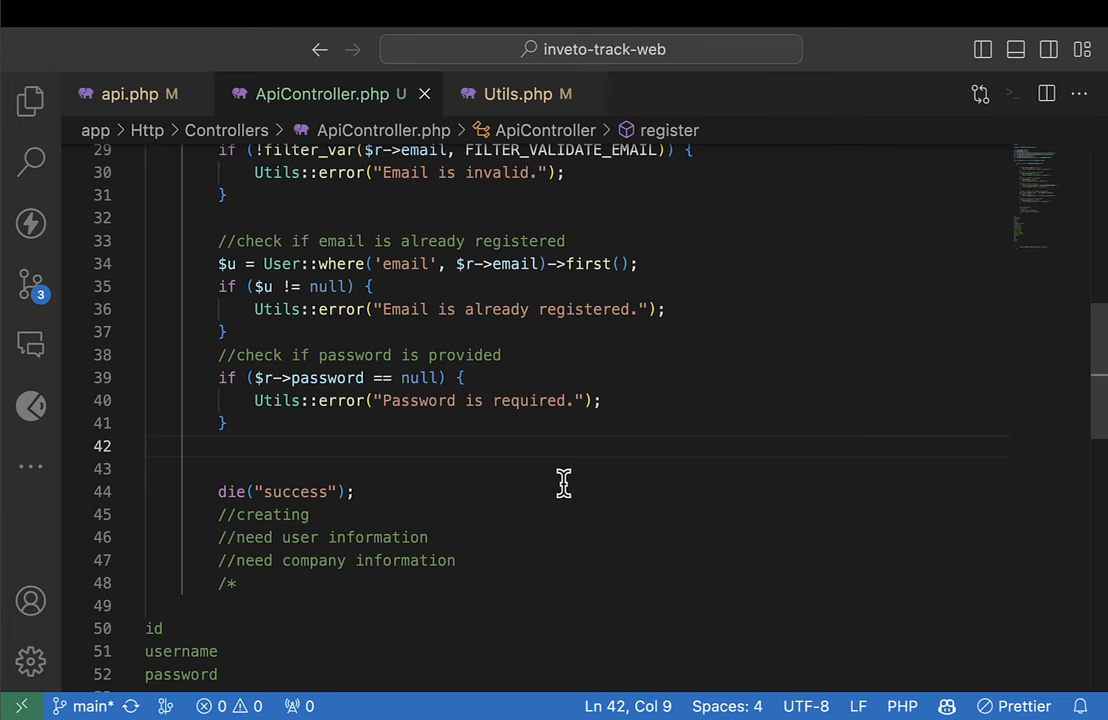 inveto-track-web
api.php M
ApiController.php U
Utils.php M
app > Http > Controllers > ApiController.php > ApiController > register
29 if (!filter_var($r->email, FILTER_VALIDATE_EMAIL)) {
30 Utils::error("Email is invalid.");
31 }
32
33 //check if email is already registered
34 $u = User::where('email', $r->email)->first();
35 if ($u != null) {
36 Utils::error("Email is already registered.");
37 }
38 //check if password is provided
39 if ($r->password == null) {
40 Utils::error("Password is required.");
41 }
42
43
44 die("success");
45 //creating
46 //need user information
47 //need company information
48 /*
49
50 id
51 username
52 password
3
main* 0 0 0 Ln 42, Col 9 Spaces: 4 UTF-8 LF PHP Prettier